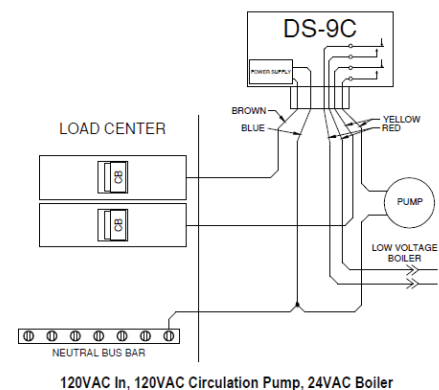 DS-9C
POWER SUPPLY
BROWN
BLUE
YELLOW
RED
LOAD CENTER
CB
CB
PUMP
LOW VOLTAGE
BOILER
NEUTRAL BUS BAR
120VAC In, 120VAC Circulation Pump, 24VAC Boiler